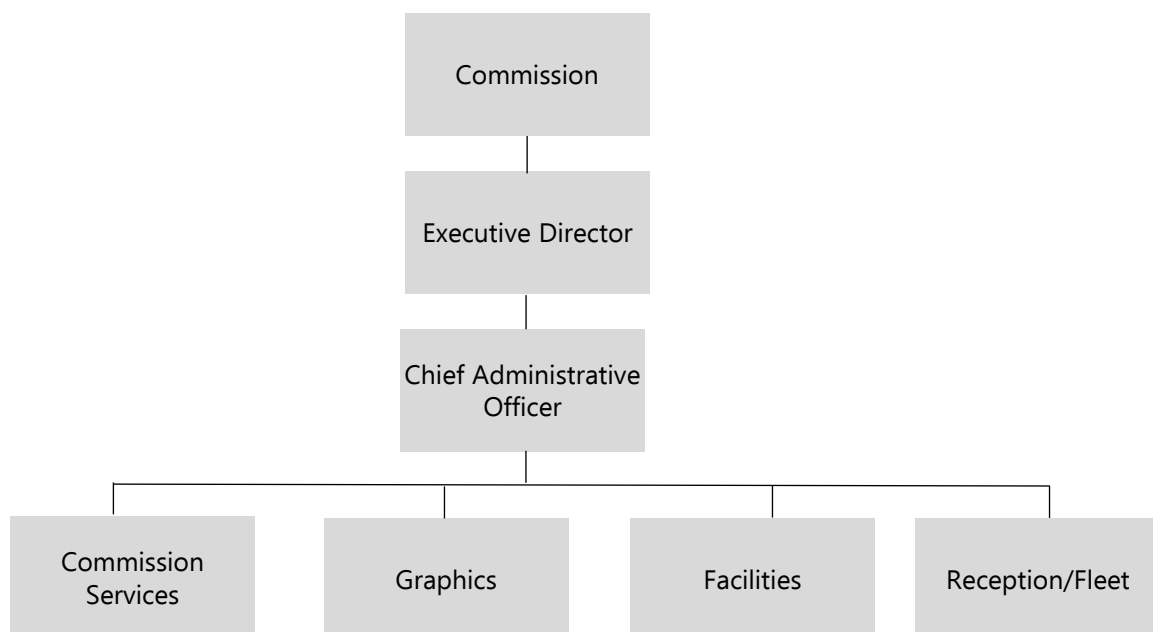 Commission
Executive Director
Chief Administrative
Officer
Commission
Services
Graphics
Facilities
Reception/Fleet